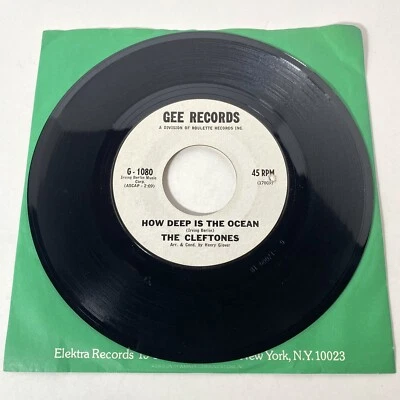 GEE RECORDS
A DIVISION OF ROULETTE RECORDS INC.
G-1080
Irving Berlin Music
Corp.
(ASCAP - 2:60)
45 RPM
HOW DEEP IS THE OCEAN
(Irving Berlin)
THE CLEFTONES
Arr. & Cond. by Henry Glover
Elektra Records
New York, N.Y. 10023